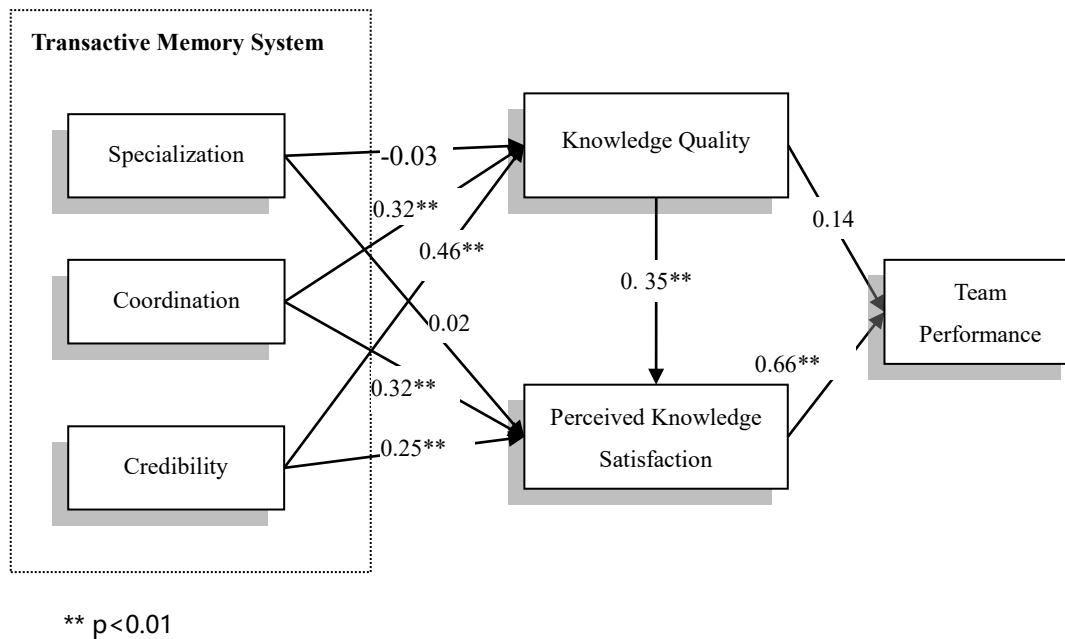 Transactive Memory System
Specialization
Coordination
Credibility
-0.03
0.32**
0.46**
0.02
0.32**
0.25**
Knowledge Quality
0. 35**
Perceived Knowledge
Satisfaction
0.14
0.66**
Team
Performance
** p<0.01